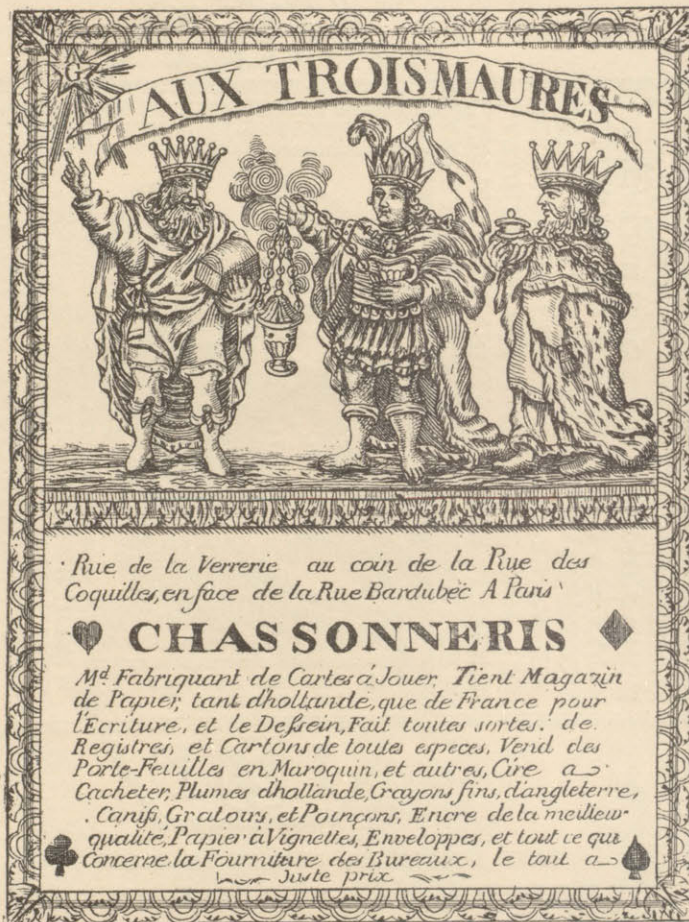 G
AUX TROIS MAURES
Rue de la Verrerie au coin de la Rue des
Coquilles, en face de la Rue Bardubec A Paris
CHASSONNERIS
Md. Fabriquant de Cartes à Jouer, Tient Magazin
de Papier, tant d'hollande, que de France pour
l'Ecriture, et le Dessein, Fait toutes sortes. de
Registres, et Cartons de toutes especes, Vend des
Porte-Feuilles en Maroquin, et autres, Cire a
Cacheter, Plumes d'hollande, Crayons fins, d'angleterre,
Canifs, Gratours, et Poinçons, Encre de la meilleur
qualité, Papier à Vignettes, Enveloppes, et tout ce qui
Concerne la Fourniture des Bureaux, le tout a
Juste prix